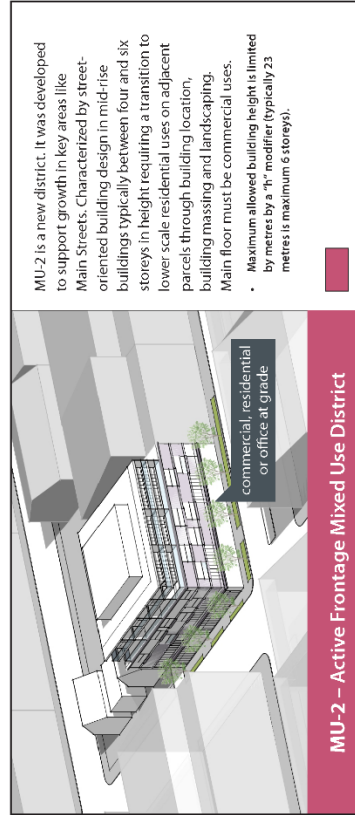 MU-2 is a new district. It was developed
to support growth in key areas like
Main Streets. Characterized by street-
oriented building design in mid-rise
buildings typically between four and six
storeys in height requiring a transition to
lower scale residential uses on adjacent
parcels through building location,
building massing and landscaping.
Main floor must be commercial uses.
• Maximum allowed building height is limited
by metres by a "h" modifier (typically 23
metres is maximum 6 storeys).
commercial, residential
or office at grade
MU-2 – Active Frontage Mixed Use District